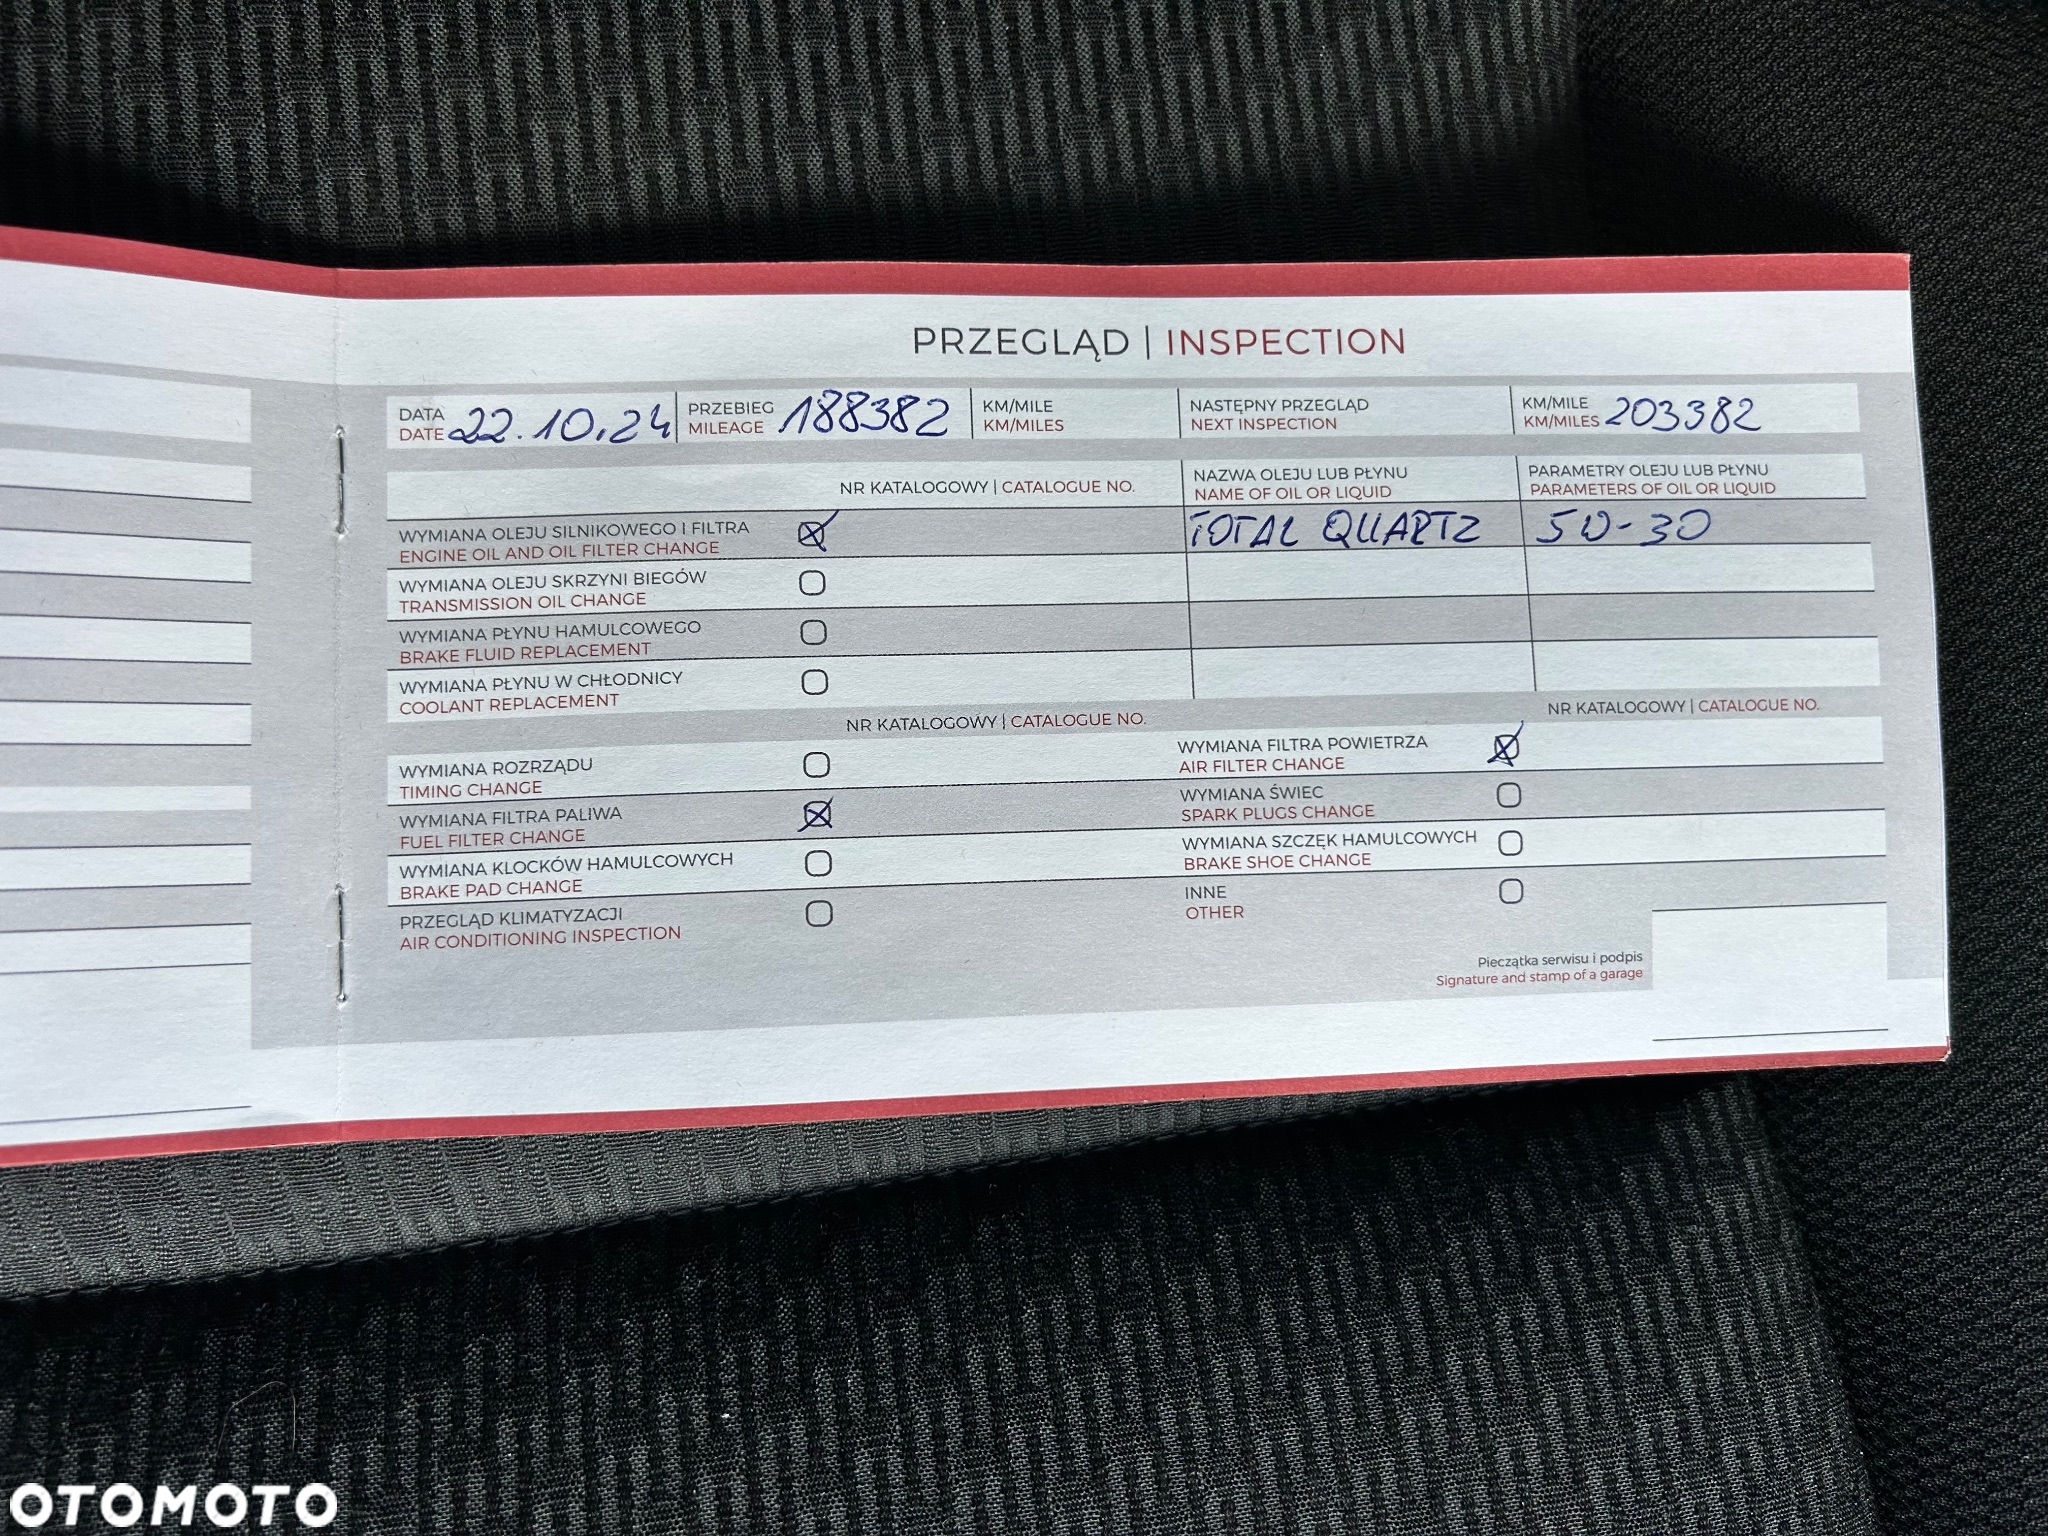 PRZEGLĄD | INSPECTION
DATA
DATE 22.10.24
PRZEBIEG
MILEAGE 188382
KM/MILE
KM/MILES
NASTĘPNY PRZEGLĄD
NEXT INSPECTION
KM/MILE
KM/MILES 203382
NR KATALOGOWY | CATALOGUE NO.
NAZWA OLEJU LUB PŁYNU
NAME OF OIL OR LIQUID
PARAMETRY OLEJU LUB PŁYNU
PARAMETERS OF OIL OR LIQUID
WYMIANA OLEJU SILNIKOWEGO I FILTRA
ENGINE OIL AND OIL FILTER CHANGE
TOTAL QUARTZ
5W-30
WYMIANA OLEJU SKRZYNI BIEGÓW
TRANSMISSION OIL CHANGE
WYMIANA PŁYNU HAMULCOWEGO
BRAKE FLUID REPLACEMENT
WYMIANA PŁYNU W CHŁODNICY
COOLANT REPLACEMENT
NR KATALOGOWY | CATALOGUE NO.
NR KATALOGOWY | CATALOGUE NO.
WYMIANA ROZRZĄDU
TIMING CHANGE
WYMIANA FILTRA POWIETRZA
AIR FILTER CHANGE
WYMIANA FILTRA PALIWA
FUEL FILTER CHANGE
WYMIANA ŚWIEC
SPARK PLUGS CHANGE
WYMIANA KLOCKÓW HAMULCOWYCH
BRAKE PAD CHANGE
WYMIANA SZCZĘK HAMULCOWYCH
BRAKE SHOE CHANGE
PRZEGLĄD KLIMATYZACJI
AIR CONDITIONING INSPECTION
INNE
OTHER
Pieczątka serwisu i podpis
Signature and stamp of a garage
OTOMOTO